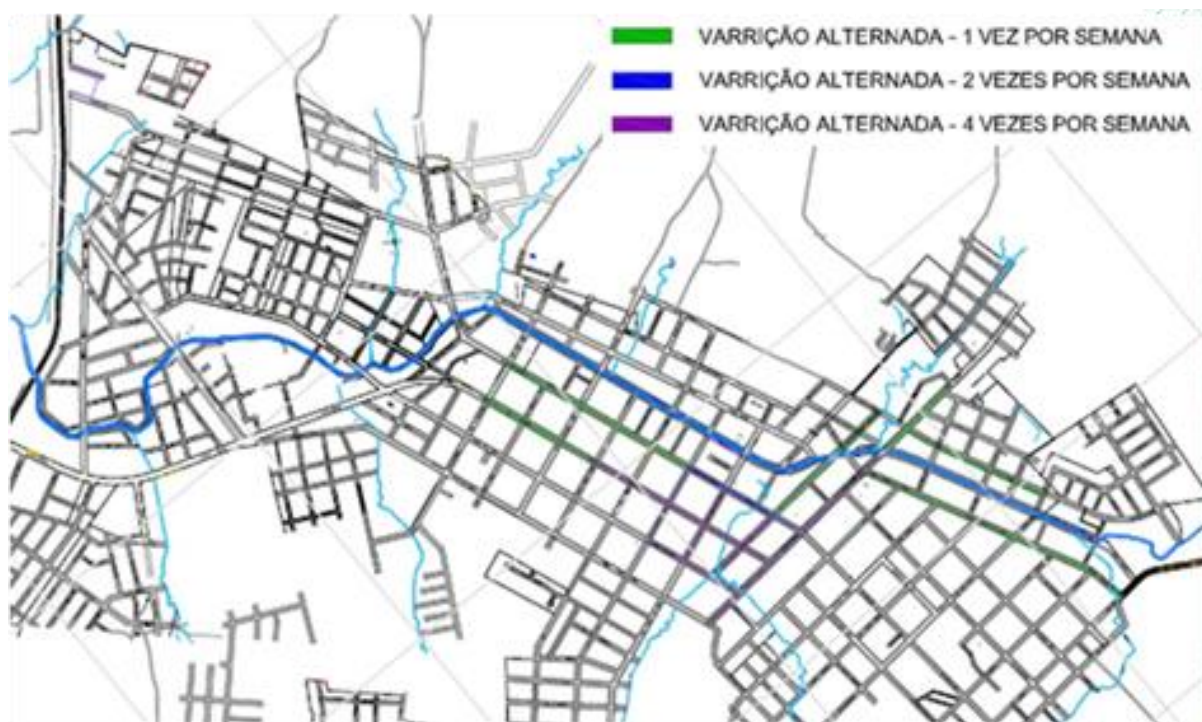 VARRIÇÃO ALTERNADA - 1 VEZ POR SEMANA
VARRIÇÃO ALTERNADA - 2 VEZES POR SEMANA
VARRIÇÃO ALTERNADA - 4 VEZES POR SEMANA